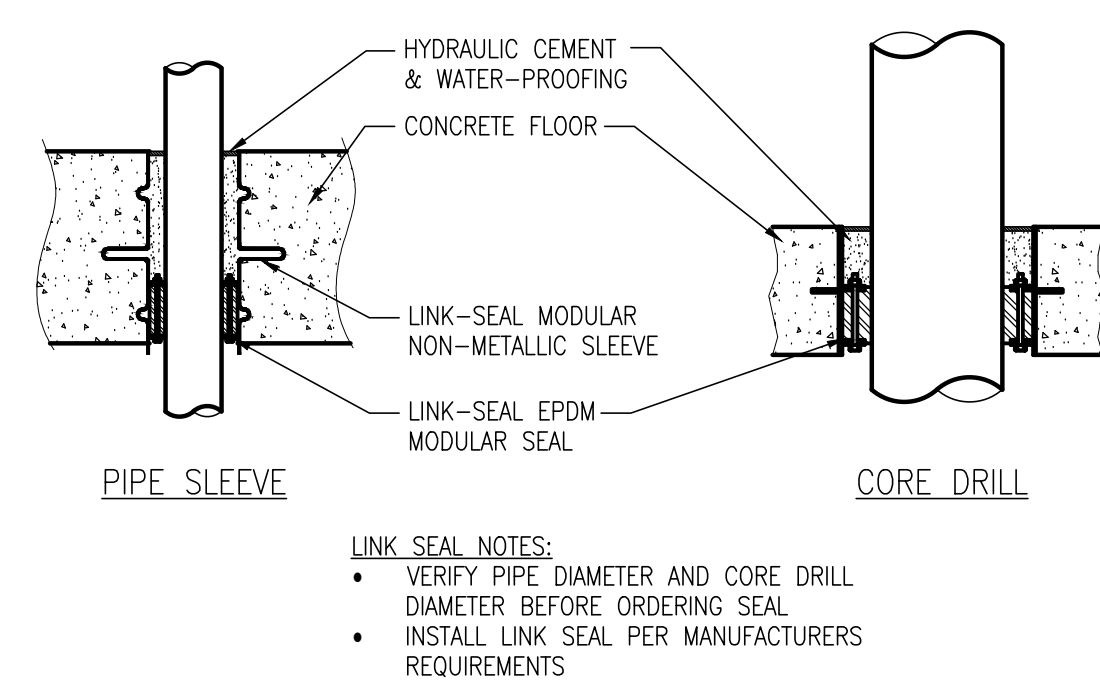 HYDRAULIC CEMENT
& WATER-PROOFING
CONCRETE FLOOR
LINK-SEAL MODULAR
NON-METALLIC SLEEVE
LINK-SEAL EPDM
MODULAR SEAL
PIPE SLEEVE
CORE DRILL
LINK SEAL NOTES:
• VERIFY PIPE DIAMETER AND CORE DRILL
DIAMETER BEFORE ORDERING SEAL
• INSTALL LINK SEAL PER MANUFACTURERS
REQUIREMENTS